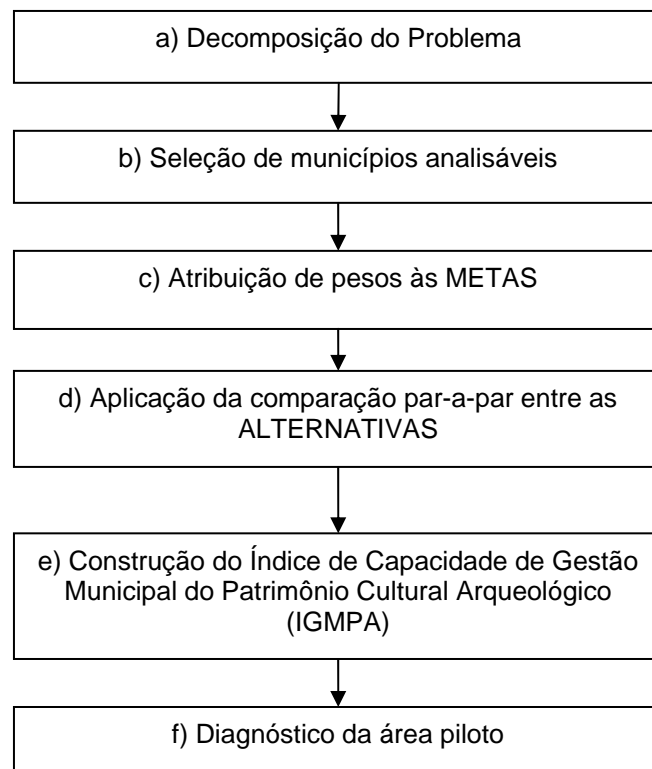 a) Decomposição do Problema
b) Seleção de municípios analisáveis
c) Atribuição de pesos às METAS
d) Aplicação da comparação par-a-par entre as
ALTERNATIVAS
e) Construção do Índice de Capacidade de Gestão
Municipal do Patrimônio Cultural Arqueológico
(IGMPA)
f) Diagnóstico da área piloto